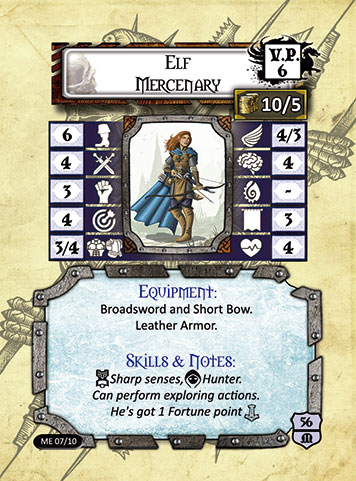 Elf
Mercenary
V.P.
6
10/5
6
4/3
4
4
3
-
4
3
3/4
4
Equipment:
Broadsword and Short Bow.
Leather Armor.
Skills & Notes:
Sharp senses, Hunter.
Can perform exploring actions.
He's got 1 Fortune point
ME 07/10
56
M